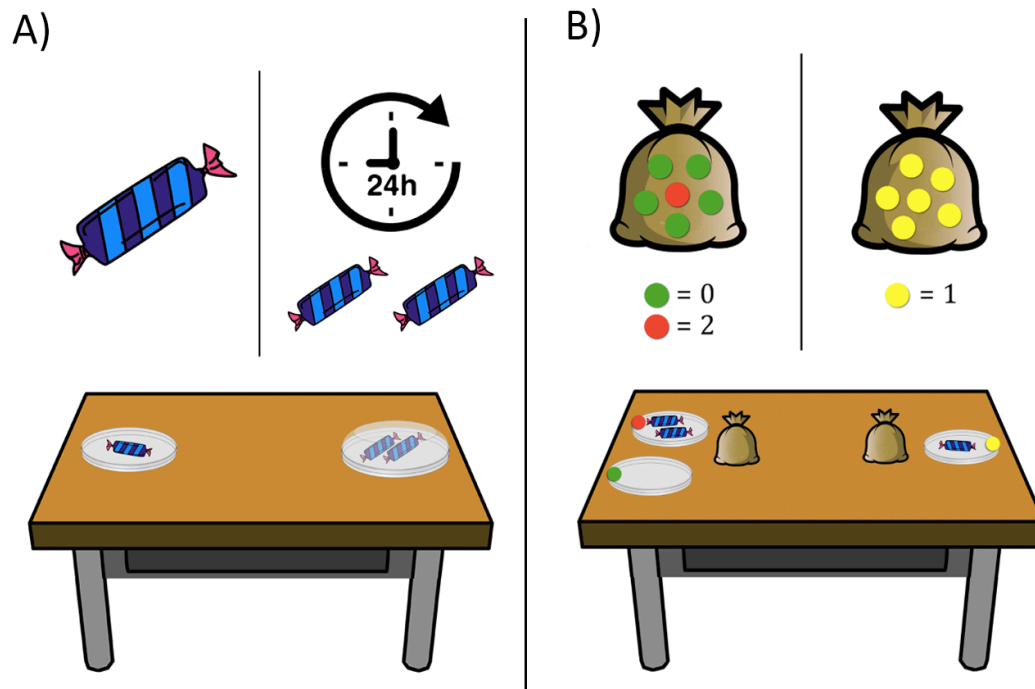 A)
24h
B)
= 0
= 2
= 1